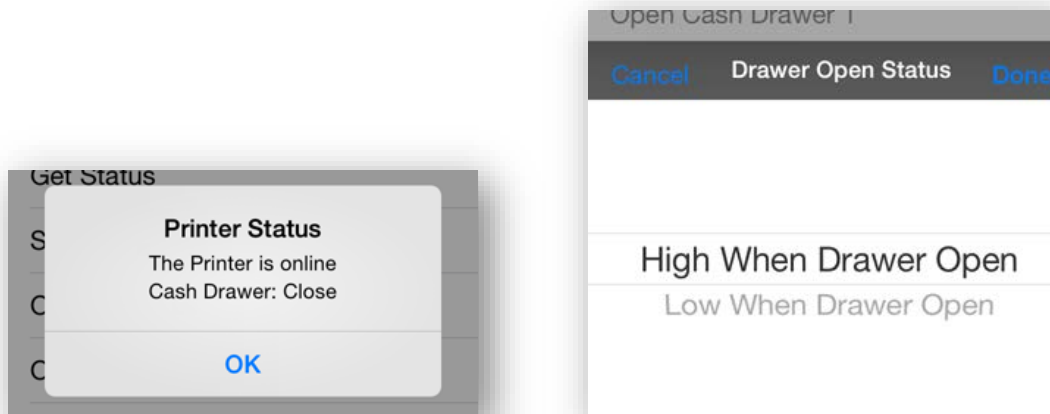 Get Status
Printer Status
The Printer is online
Cash Drawer: Close
OK
S
C
C
Open Cash Drawer 1
Cancel Drawer Open Status Done
High When Drawer Open
Low When Drawer Open